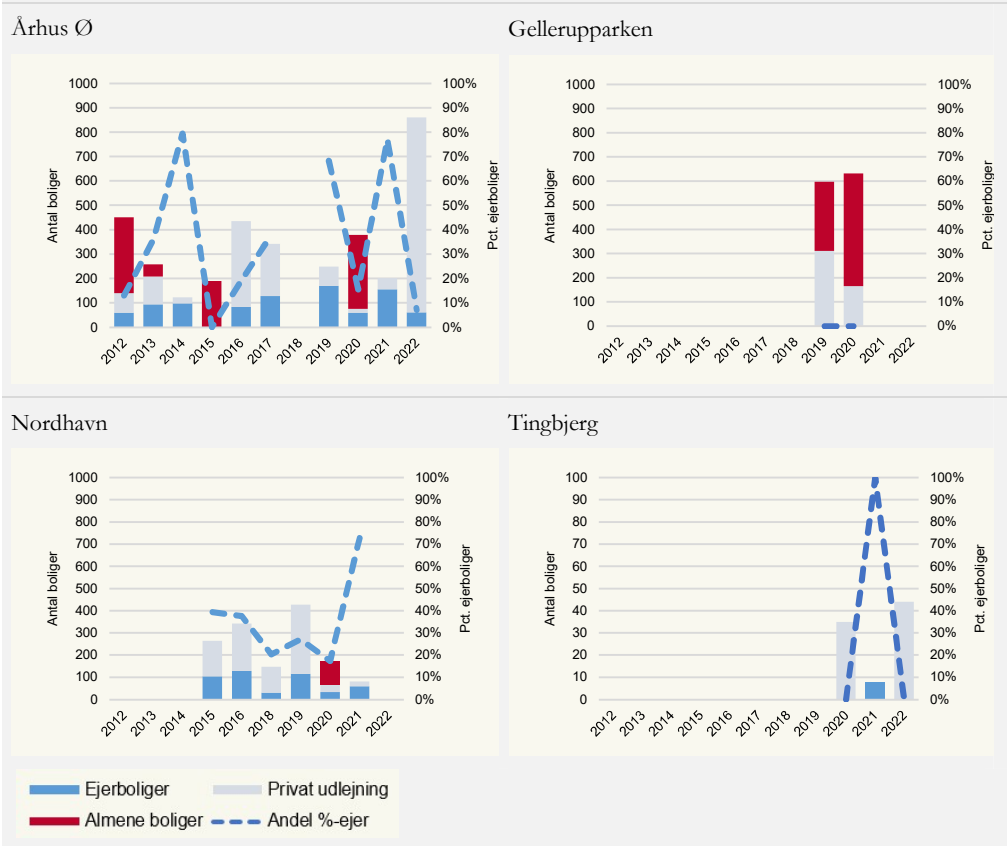 Århus Ø
Gellerupparken
1000 900 800 700 600 500 400 300 200 100 0
Antal boliger
100% 90% 80% 70% 60% 50% 40% 30% 20% 10% 0%
Pct. ejerboliger
2012 2013 2014 2015 2016 2017 2018 2019 2020 2021 2022
1000 900 800 700 600 500 400 300 200 100 0
Antal boliger
100% 90% 80% 70% 60% 50% 40% 30% 20% 10% 0%
Pct. ejerboliger
2012 2013 2014 2015 2016 2017 2018 2019 2020 2021 2022
Nordhavn
Tingbjerg
1000 900 800 700 600 500 400 300 200 100 0
Antal boliger
100% 90% 80% 70% 60% 50% 40% 30% 20% 10% 0%
Pct. ejerboliger
2012 2013 2014 2015 2016 2018 2019 2020 2021 2022
100 90 80 70 60 50 40 30 20 10 0
Antal boliger
100% 90% 80% 70% 60% 50% 40% 30% 20% 10% 0%
Pct. ejerboliger
2012 2013 2014 2015 2016 2017 2018 2019 2020 2021 2022
Ejerboliger Privat udlejning
Almene boliger Andel %-ejer